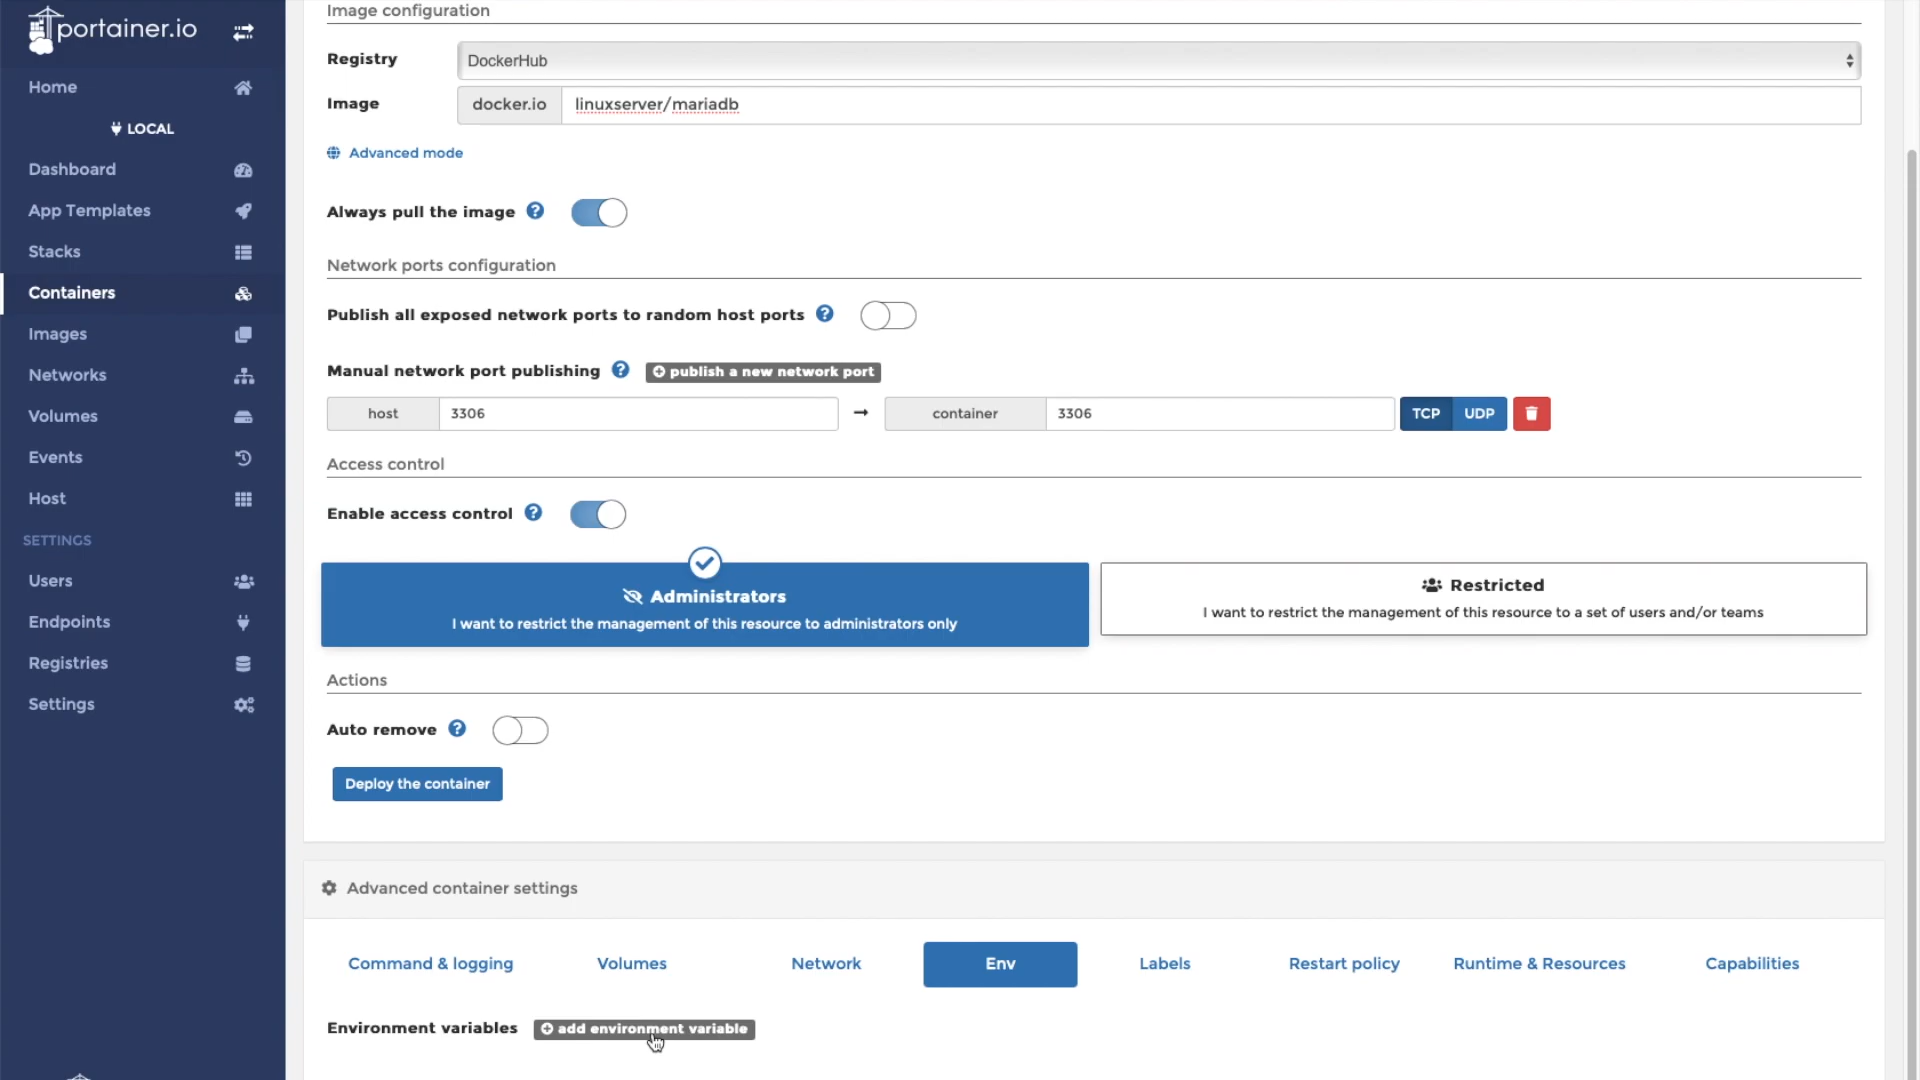 portainer.io
Home
LOCAL
Dashboard
App Templates
Stacks
Containers
Images
Networks
Volumes
Events
Host
SETTINGS
Users
Endpoints
Registries
Settings
Image configuration
Registry DockerHub
Image docker.io linuxserver/mariadb
Advanced mode
Always pull the image
Network ports configuration
Publish all exposed network ports to random host ports
Manual network port publishing publish a new network port
host 3306 → container 3306 TCP UDP
Access control
Enable access control
Administrators
I want to restrict the management of this resource to administrators only
Restricted
I want to restrict the management of this resource to a set of users and/or teams
Actions
Auto remove
Deploy the container
Advanced container settings
Command & logging Volumes Network Env Labels Restart policy Runtime & Resources Capabilities
Environment variables add environment variable